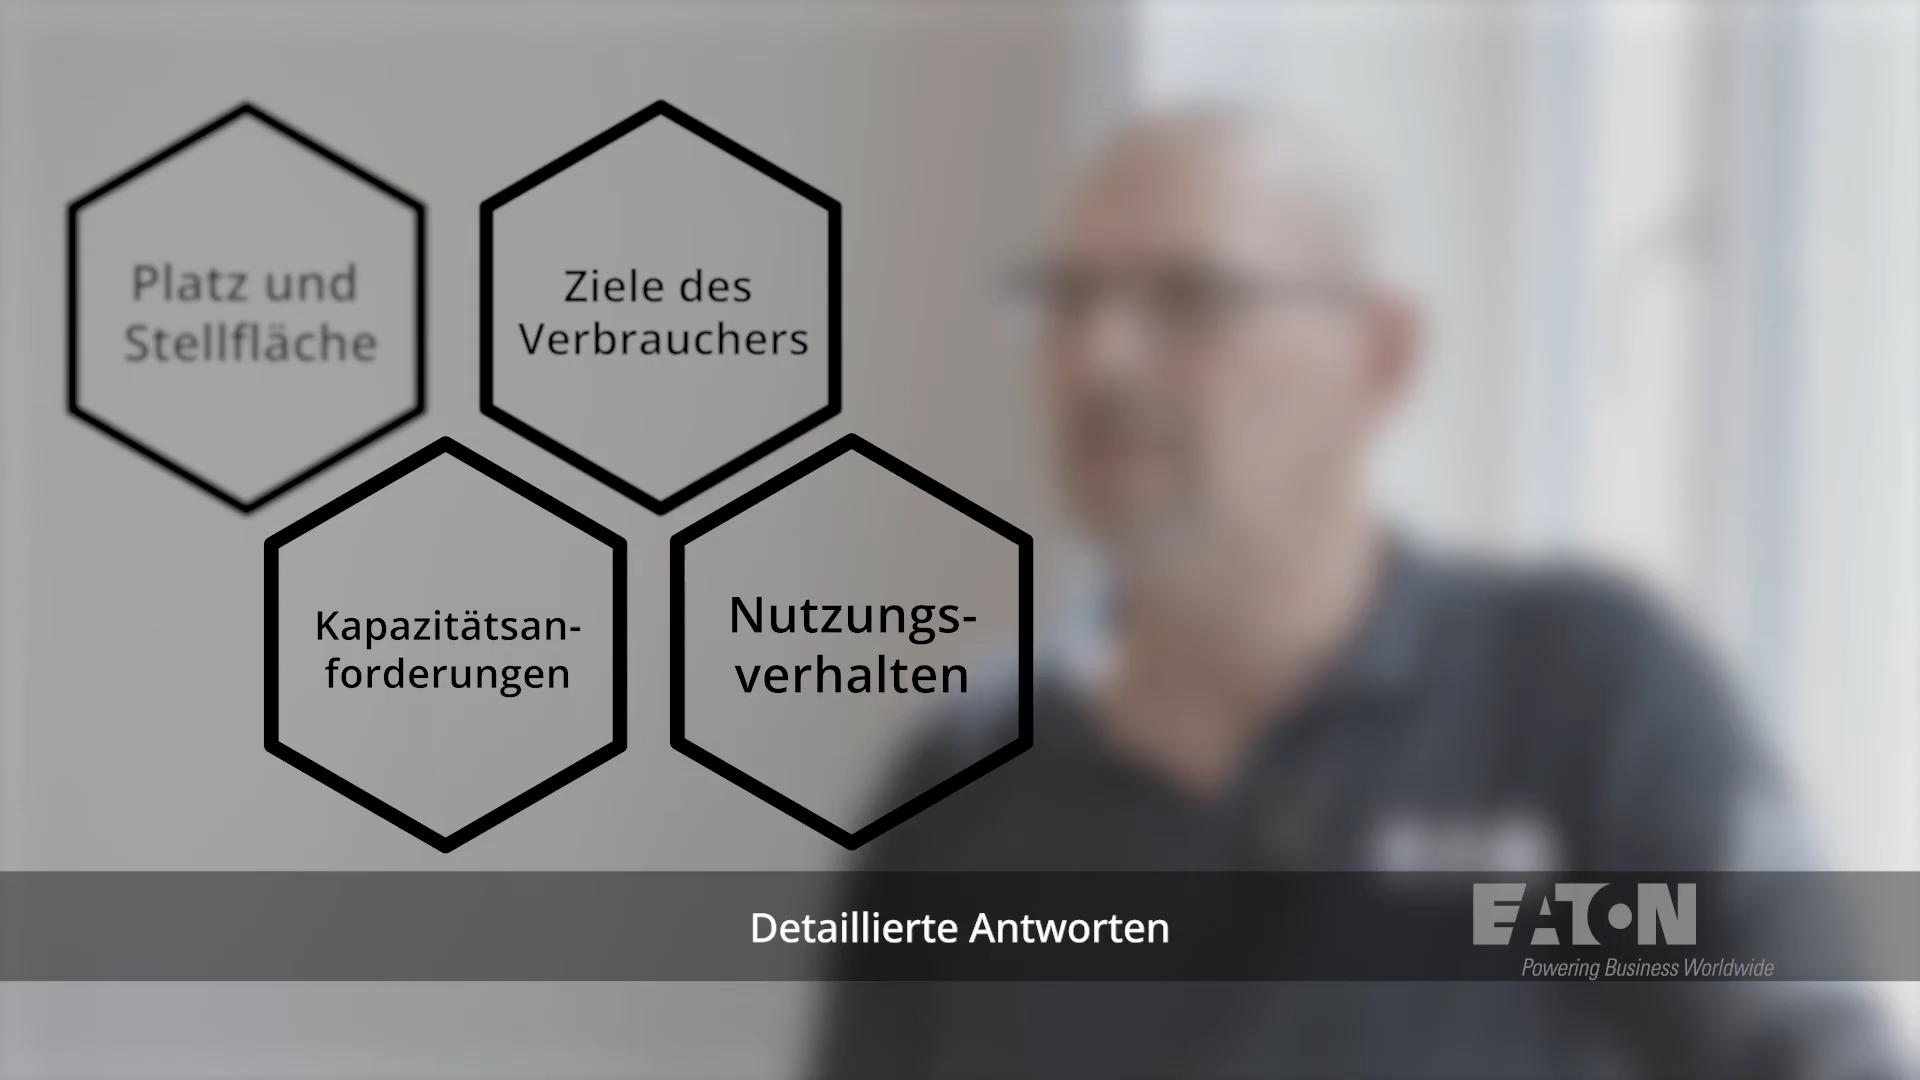 Platz und
Stellfläche
Ziele des
Verbrauchers
Kapazitätsan-
forderungen
Nutzungs-
verhalten
Detaillierte Antworten
EATON
Powering Business Worldwide